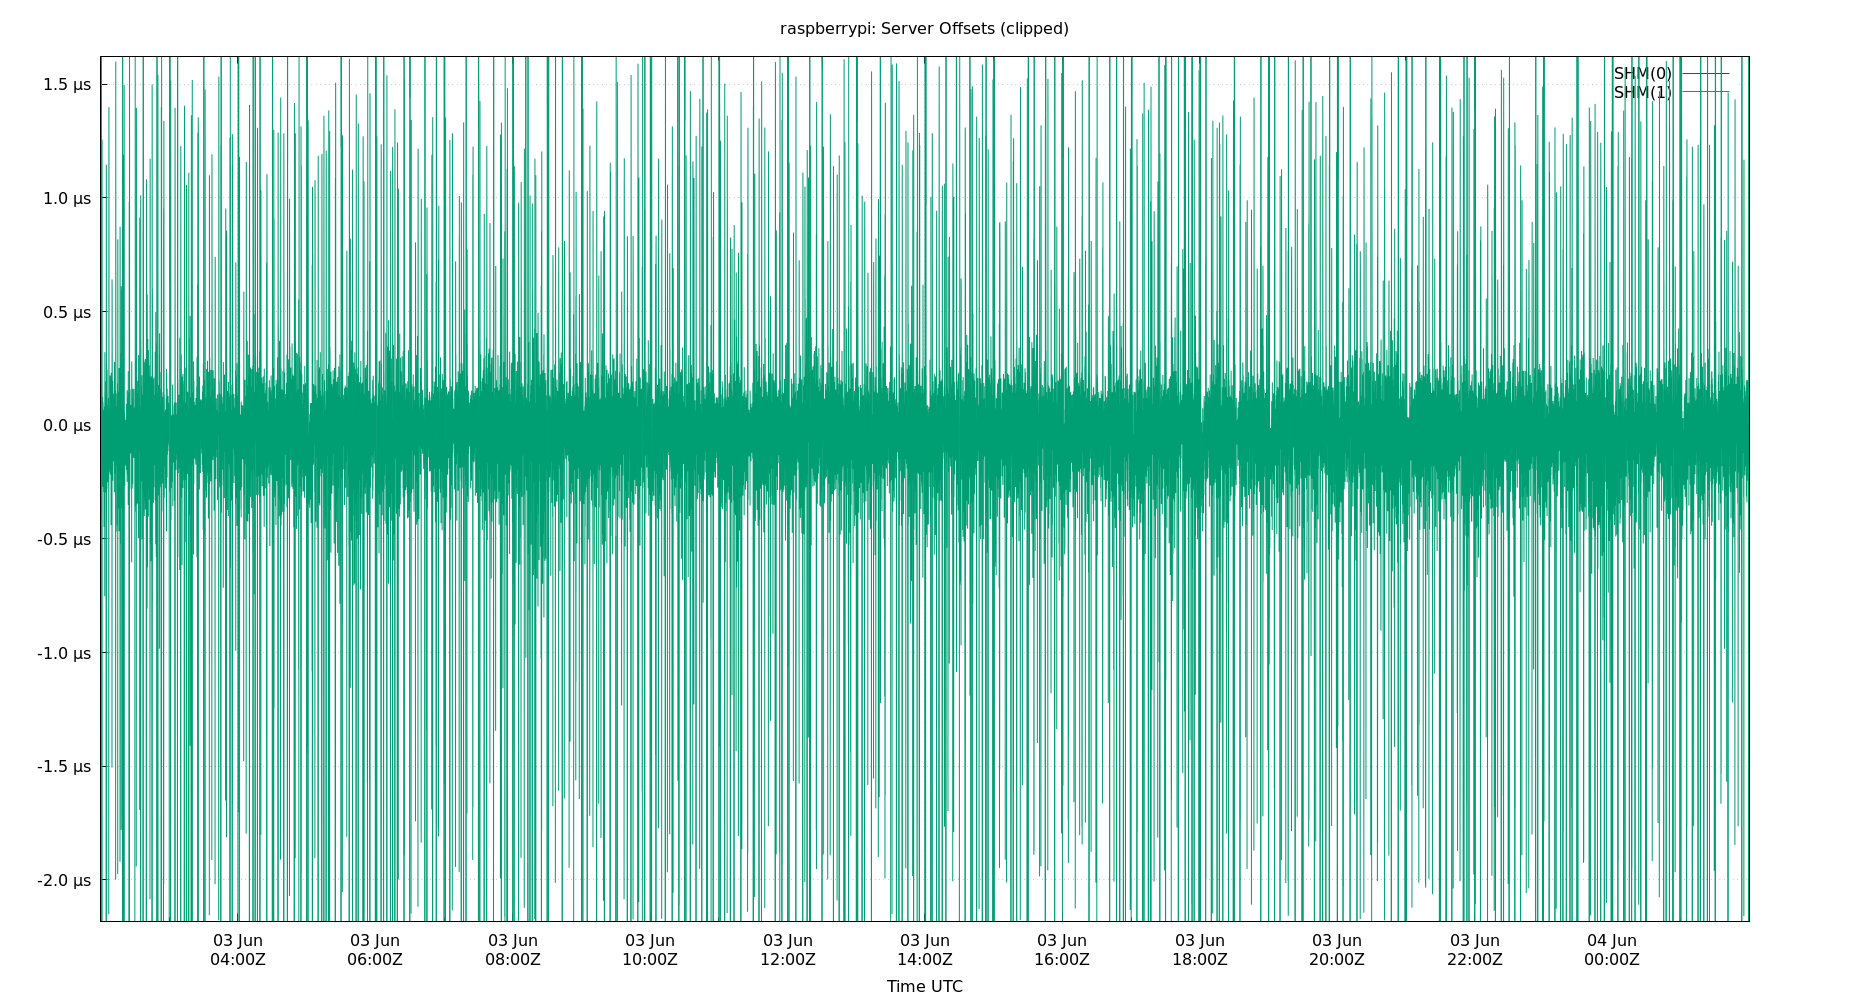 raspberrypi: Server Offsets (clipped)
SHM(0)
SHM(1)
1.5 µs
1.0 µs
0.5 µs
0.0 µs
-0.5 µs
-1.0 µs
-1.5 µs
-2.0 µs
03 Jun 03 Jun 03 Jun 03 Jun 03 Jun 03 Jun 03 Jun 03 Jun 03 Jun 03 Jun 04 Jun
04:00Z 06:00Z 08:00Z 10:00Z 12:00Z 14:00Z 16:00Z 18:00Z 20:00Z 22:00Z 00:00Z
Time UTC